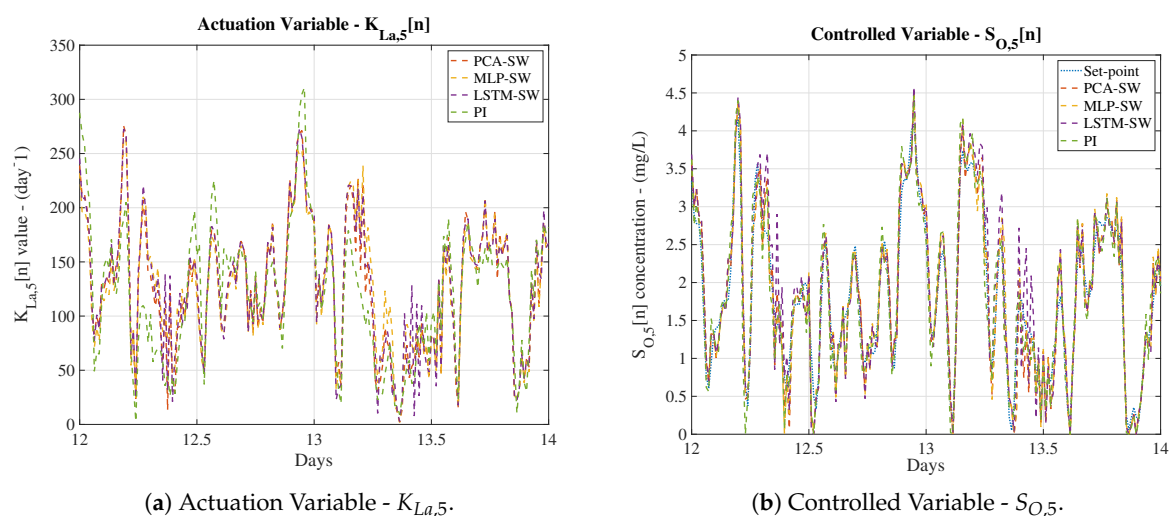 Actuation Variable - K_La,5[n]
K_La,5[n] value - (day^-1)
350
300
250
200
150
100
50
0
PCA-SW
MLP-SW
LSTM-SW
PI
12
12.5
13
13.5
14
Days
(a) Actuation Variable - K_La,5.
Controlled Variable - S_O,5[n]
S_O,5[n] concentration - (mg/L)
5
4.5
4
3.5
3
2.5
2
1.5
1
0.5
0
Set-point
PCA-SW
MLP-SW
LSTM-SW
PI
12
12.5
13
13.5
14
Days
(b) Controlled Variable - S_O,5.